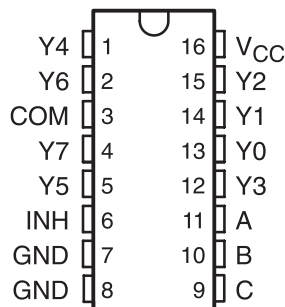 Y4 1 16 VCC
Y6 2 15 Y2
COM 3 14 Y1
Y7 4 13 Y0
Y5 5 12 Y3
INH 6 11 A
GND 7 10 B
GND 8 9 C